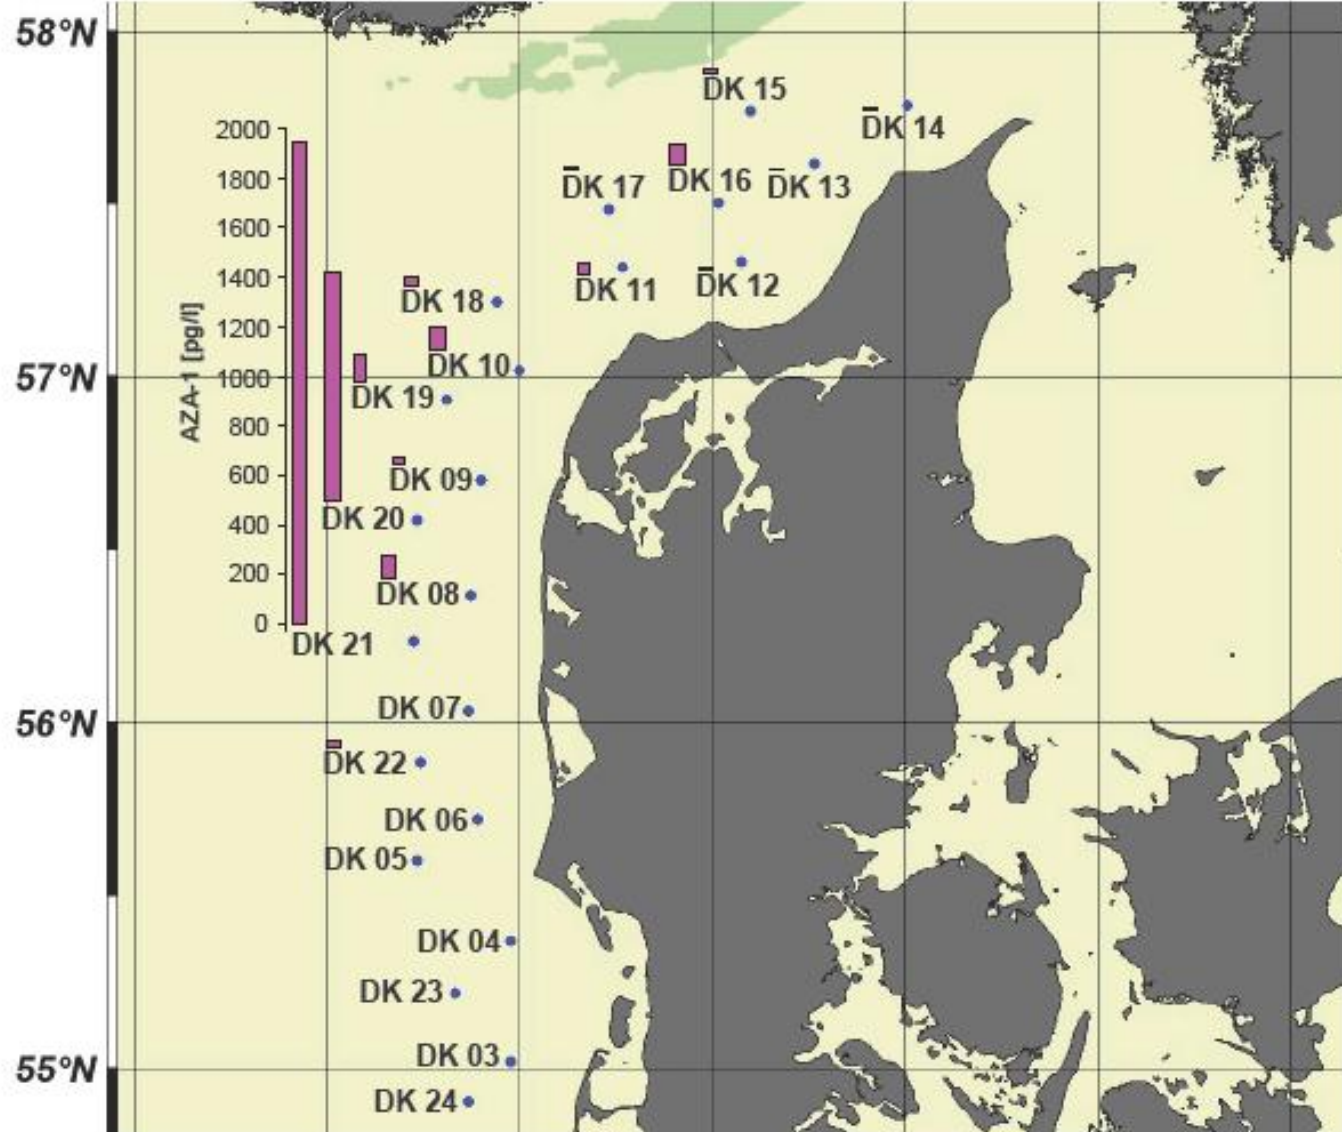 58°N
DK 15
2000
DK 14
1800
DK 17
DK 16
DK 13
1600
1400
DK 11
DK 12
DK 18
1200
AZA-1 [pg/l]
DK 10
57°N
1000
DK 19
800
600
DK 09
400
DK 20
200
DK 08
0
DK 21
DK 07
56°N
DK 22
DK 06
DK 05
DK 04
DK 23
DK 03
55°N
DK 24